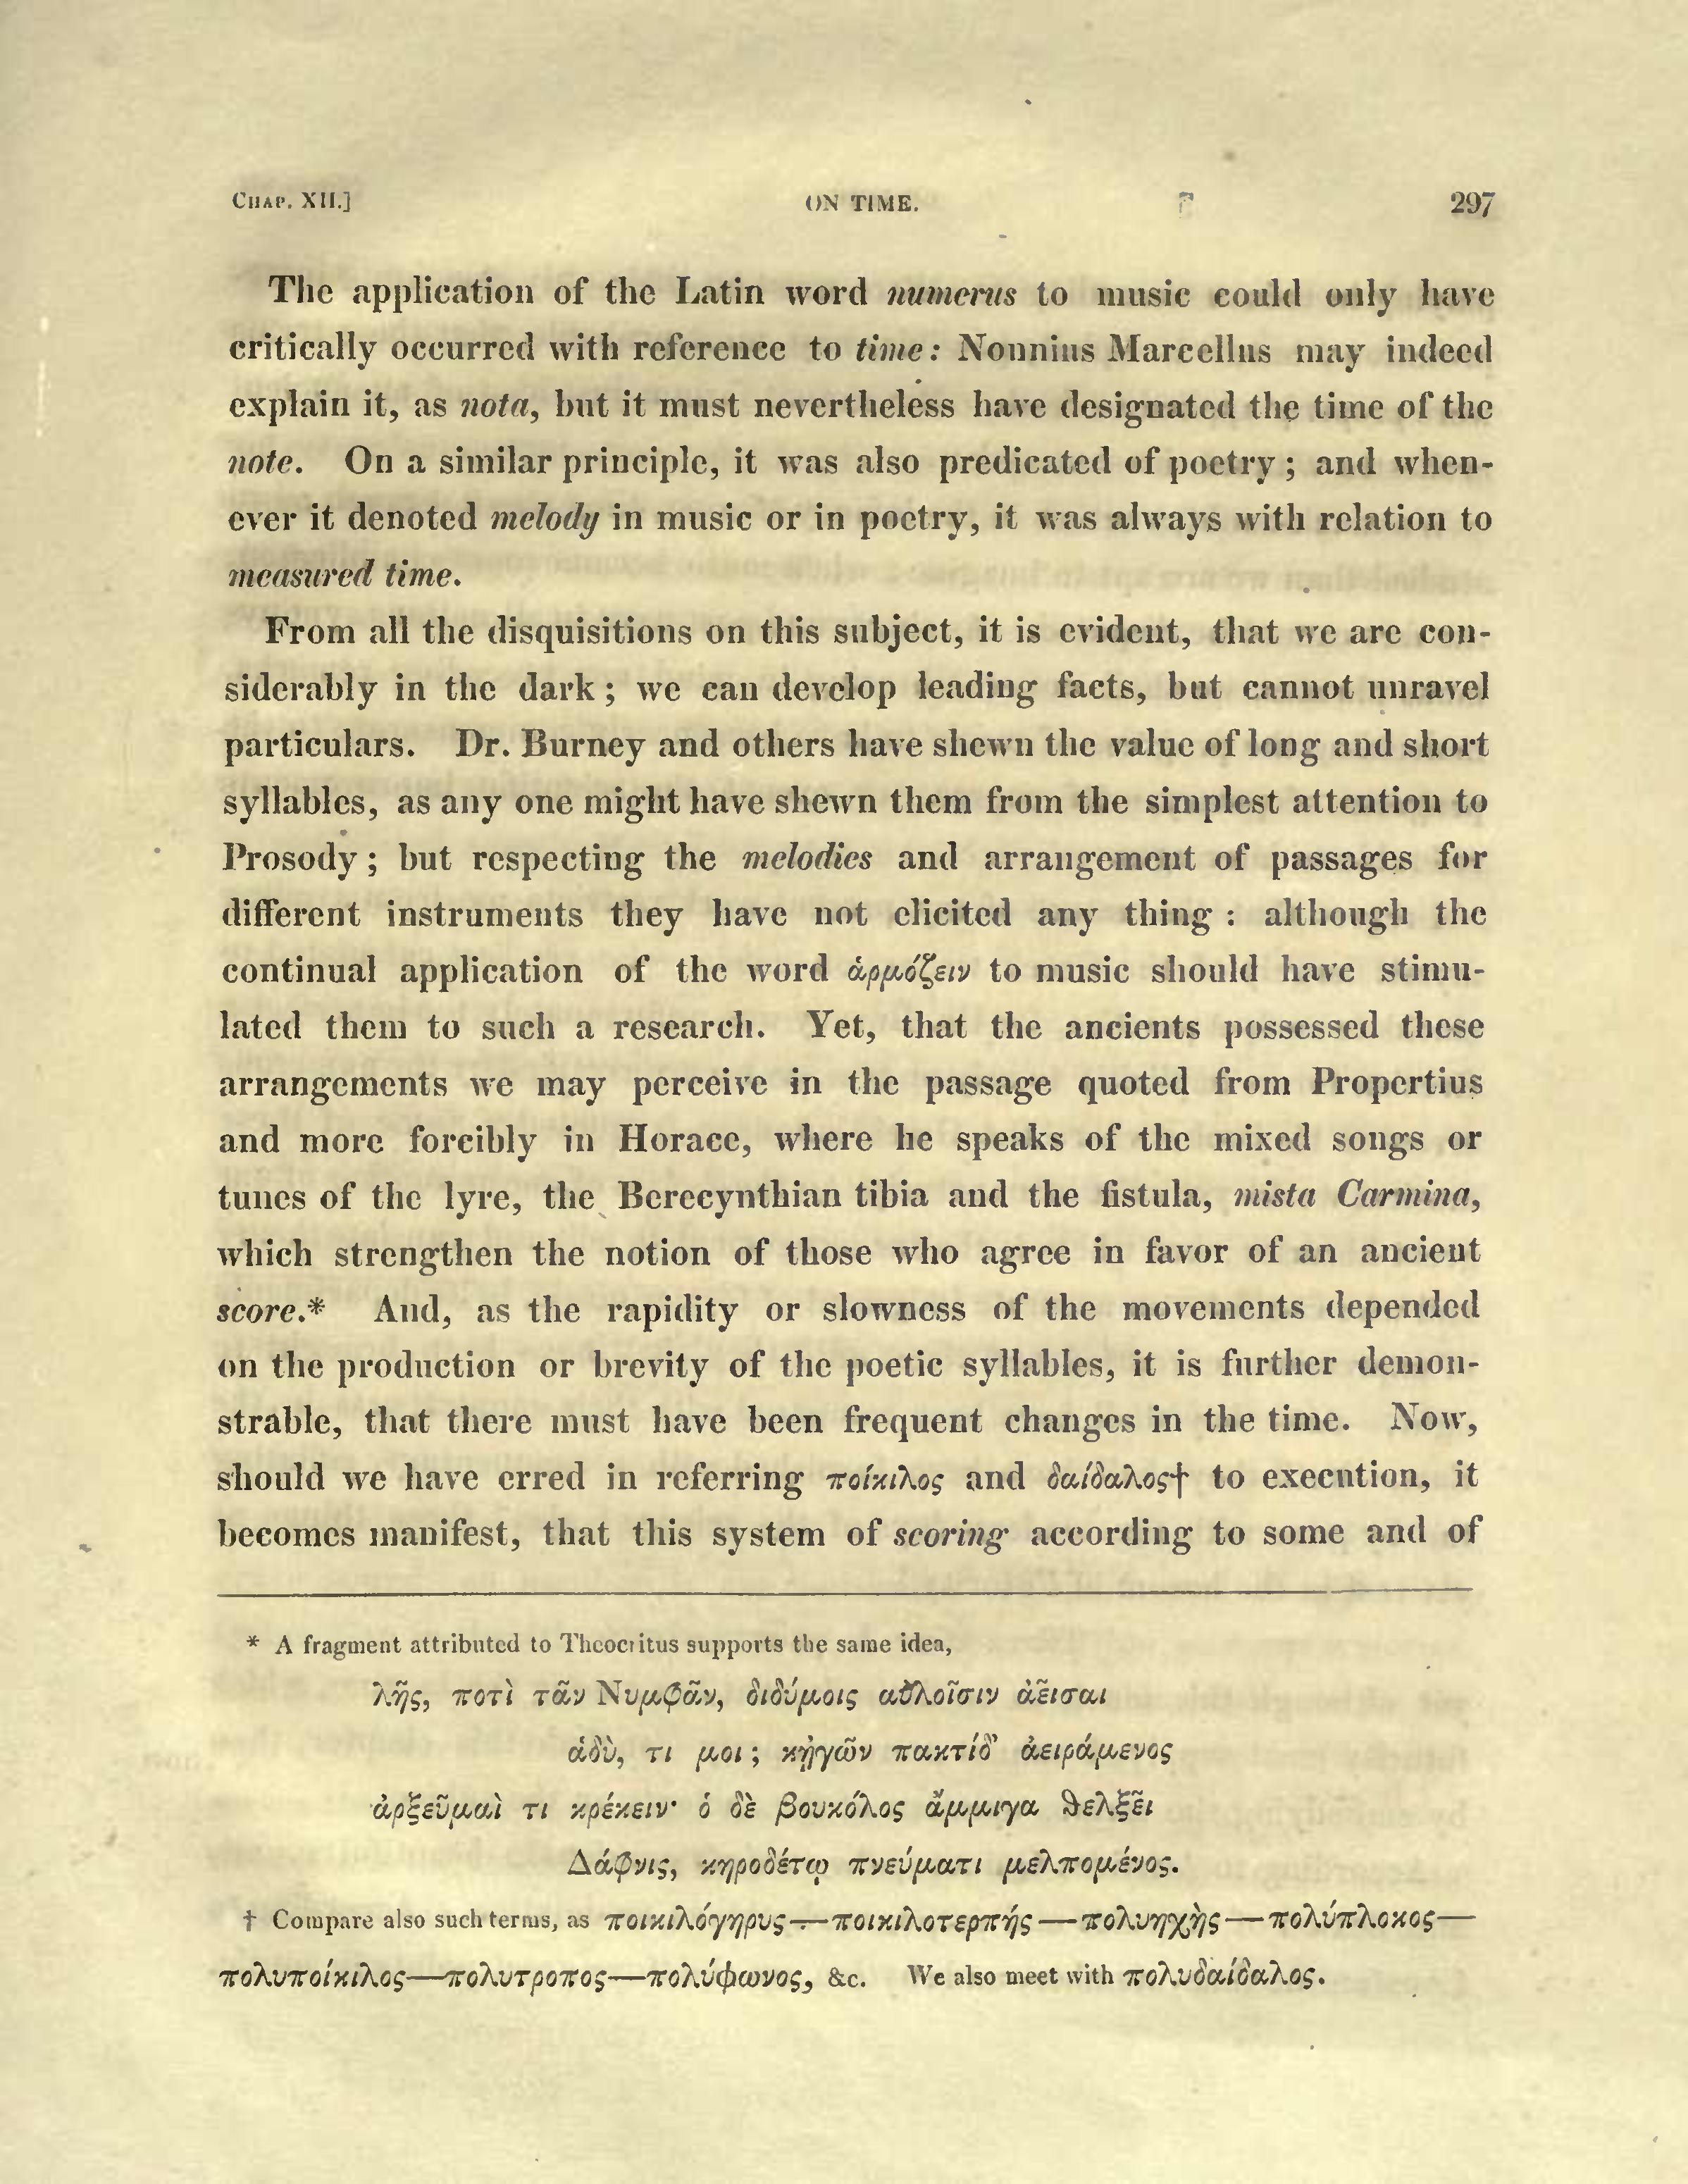 CHAP. XII.] ON TIME. 297
The application of the Latin word numerus to music could only have
critically occurred with reference to time: Nonnius Marcellus may indeed
explain it, as nota, but it must nevertheless have designated the time of the
note. On a similar principle, it was also predicated of poetry; and when-
ever it denoted melody in music or in poetry, it was always with relation to
measured time.
From all the disquisitions on this subject, it is evident, that we are con-
siderably in the dark; we can develop leading facts, but cannot unravel
particulars. Dr. Burney and others have shewn the value of long and short
syllables, as any one might have shewn them from the simplest attention to
Prosody; but respecting the melodies and arrangement of passages for
different instruments they have not elicited any thing: although the
continual application of the word ἁρμόζειν to music should have stimu-
lated them to such a research. Yet, that the ancients possessed these
arrangements we may perceive in the passage quoted from Propertius
and more forcibly in Horace, where he speaks of the mixed songs or
tunes of the lyre, the Berecynthian tibia and the fistula, mista Carmina,
which strengthen the notion of those who agree in favor of an ancient
score.* And, as the rapidity or slowness of the movements depended
on the production or brevity of the poetic syllables, it is further demon-
strable, that there must have been frequent changes in the time. Now,
should we have erred in referring ποίκιλος and δαίδαλος† to execution, it
becomes manifest, that this system of scoring according to some and of
* A fragment attributed to Theocritus supports the same idea,
λῆς, ποτὶ τᾶν Νυμφᾶν, διδύμοις αὐλοῖσιν ἀεῖσαι
ἁδὺ, τι μοι; κἠγῶν πακτίδ' ἀειράμενος
ἀρξεῦμαὶ τι κρέκειν· ὁ δὲ βουκόλος ἄμμιγα θελξεῖ
Δάφνις, κηροδέτῳ πνεύματι μελπομένος.
† Compare also such terms, as ποικιλόγηρυς—ποικιλοτερπής—πολυηχὴς—πολύπλοκος—
πολυποίκιλος—πολυτροπος—πολύφωνος, &c. We also meet with πολυδαίδαλος.